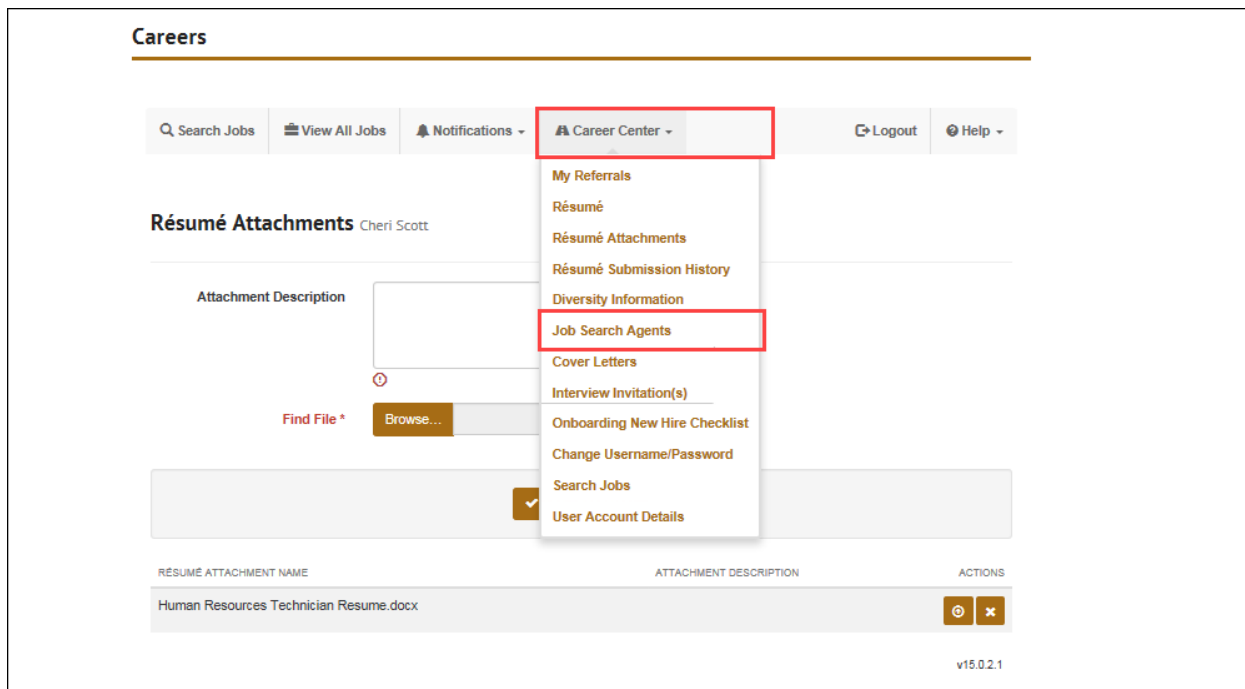 Careers
Search Jobs View All Jobs Notifications Career Center Logout Help
My Referrals
Résumé
Résumé Attachments Cheri Scott
Résumé Attachments
Résumé Submission History
Attachment Description
Diversity Information
Job Search Agents
Cover Letters
Interview Invitation(s)
Find File * Browse...
Onboarding New Hire Checklist
Change Username/Password
Search Jobs
User Account Details
RÉSUMÉ ATTACHMENT NAME ATTACHMENT DESCRIPTION ACTIONS
Human Resources Technician Resume.docx
v15.0.2.1